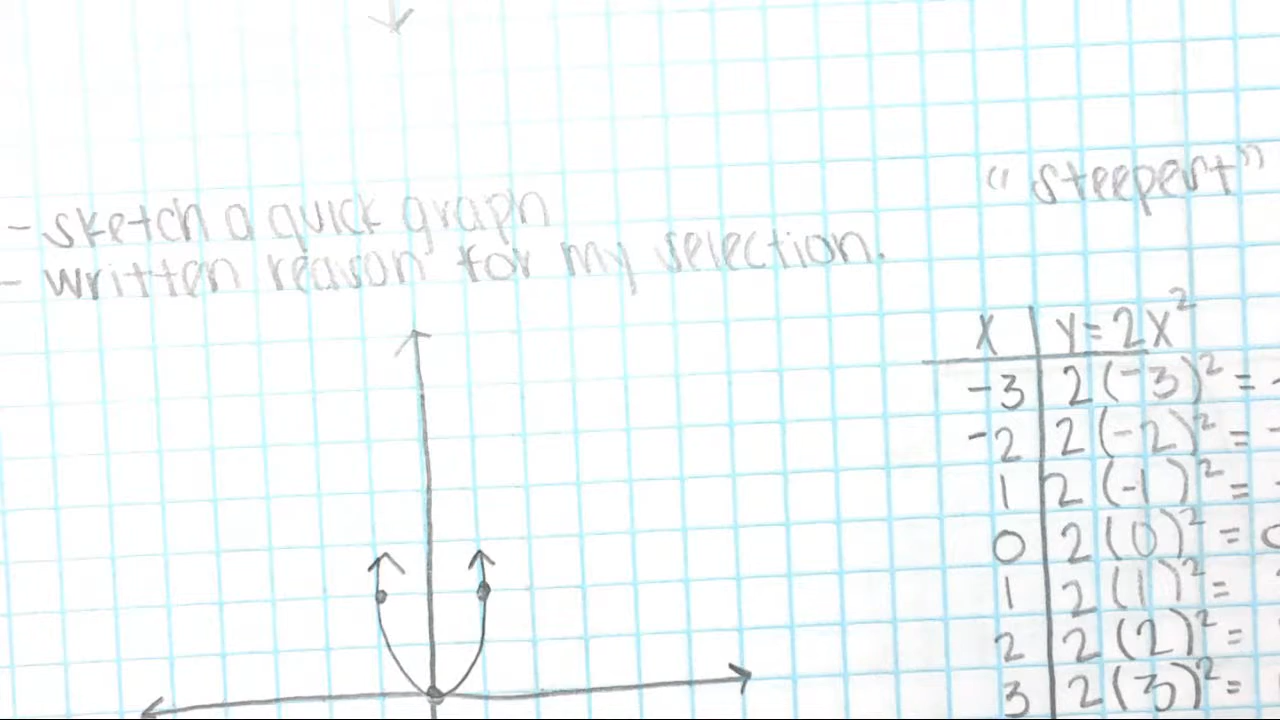 - sketch a quick graph
- written reason for my selection.
"steepest"
x y=2x²
-3 2(-3)² = -
-2 2(-2)² = -
1 2(-1)² = -
0 2(0)² = 0
1 2(1)² =
2 2(2)² =
3 2(3)² =